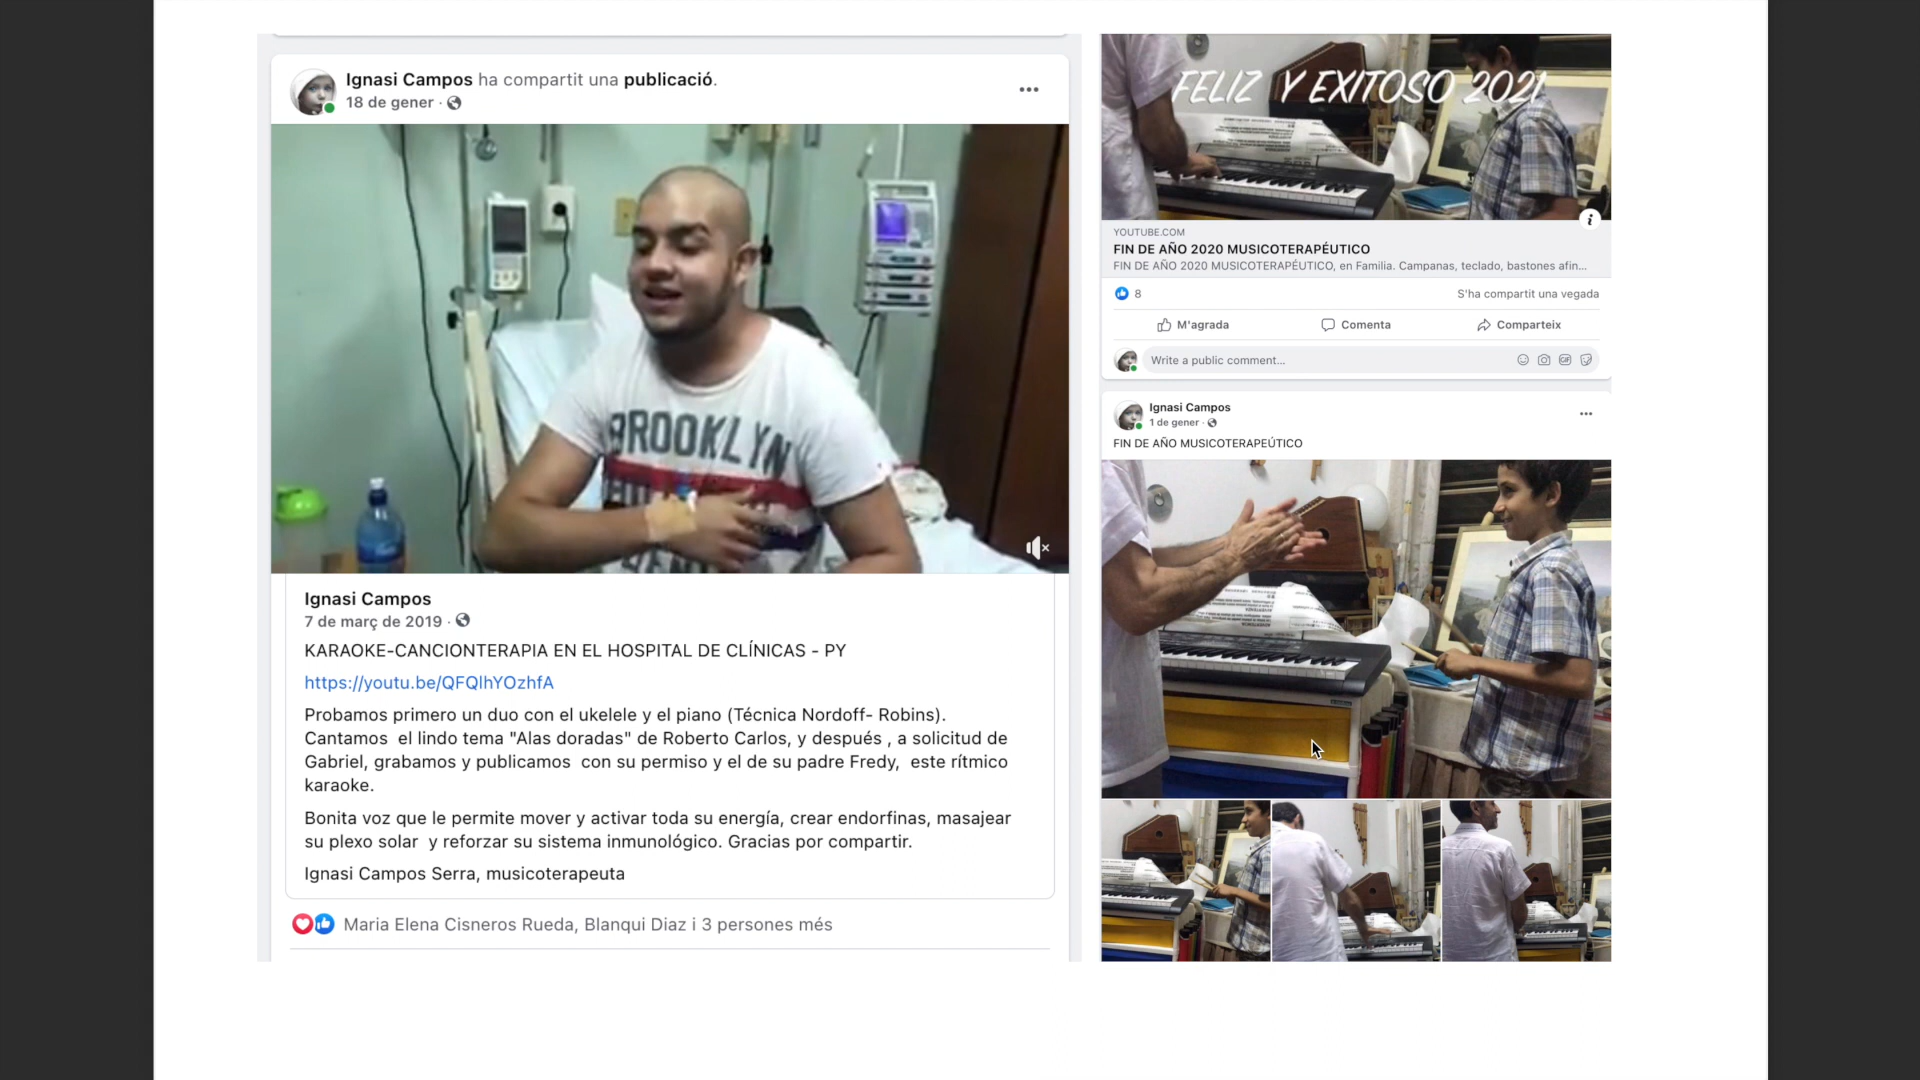 Ignasi Campos ha compartit una publicació.
18 de gener ·
BROOKLYN
Ignasi Campos
7 de març de 2019 ·
KARAOKE-CANCIONTERAPIA EN EL HOSPITAL DE CLÍNICAS - PY
https://youtu.be/QFQlhYOzhfA
Probamos primero un duo con el ukelele y el piano (Técnica Nordoff- Robins).
Cantamos el lindo tema "Alas doradas" de Roberto Carlos, y después , a solicitud de
Gabriel, grabamos y publicamos con su permiso y el de su padre Fredy, este rítmico
karaoke.
Bonita voz que le permite mover y activar toda su energía, crear endorfinas, masajear
su plexo solar y reforzar su sistema inmunológico. Gracias por compartir.
Ignasi Campos Serra, musicoterapeuta
Maria Elena Cisneros Rueda, Blanqui Diaz i 3 persones més
FELIZ Y EXITOSO 2021
YOUTUBE.COM
FIN DE AÑO 2020 MUSICOTERAPÉUTICO
FIN DE AÑO 2020 MUSICOTERAPÉUTICO, en Familia. Campanas, teclado, bastones afin...
8 S'ha compartit una vegada
M'agrada Comenta Comparteix
Write a public comment... GIF
Ignasi Campos
1 de gener ·
FIN DE AÑO MUSICOTERAPEÚTICO